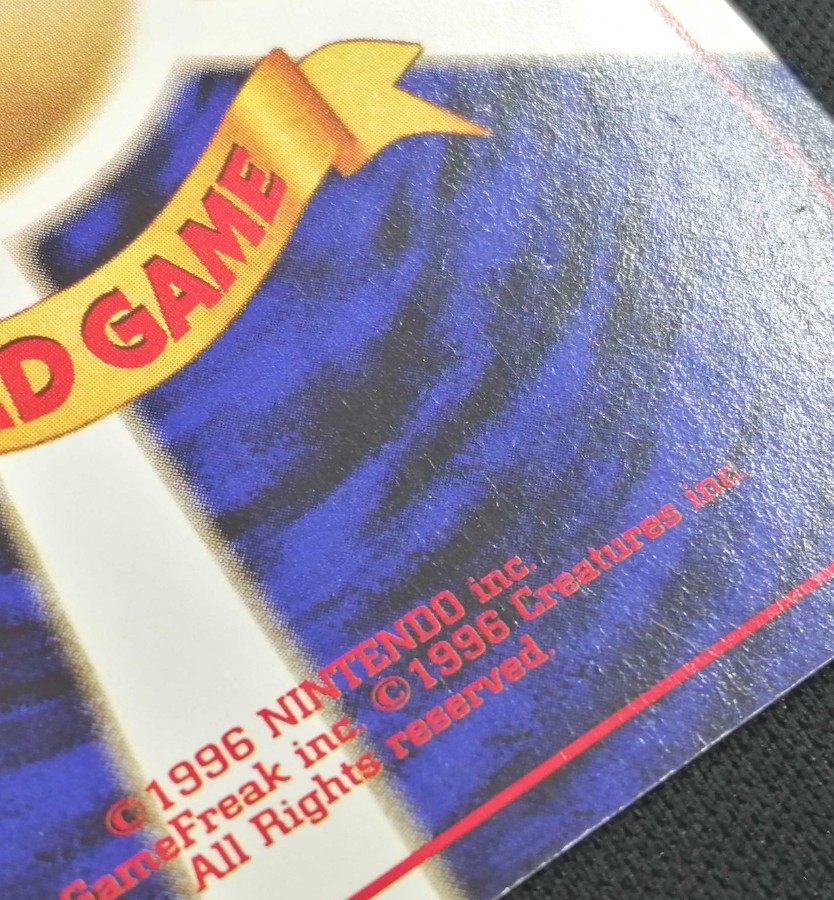 D GAME
©1996 NINTENDO inc.
©1996 Creatures inc.
GameFreak inc.
All Rights reserved.